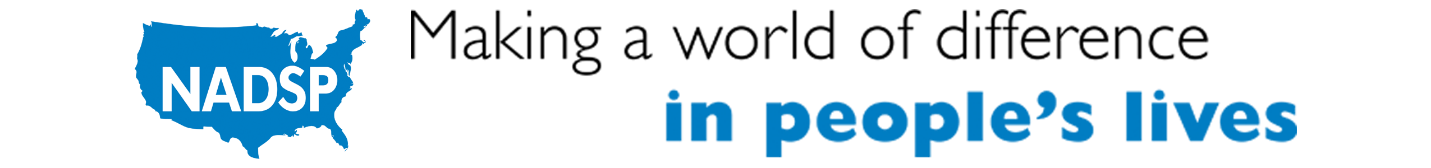 NADSP
Making a world of difference
in people's lives